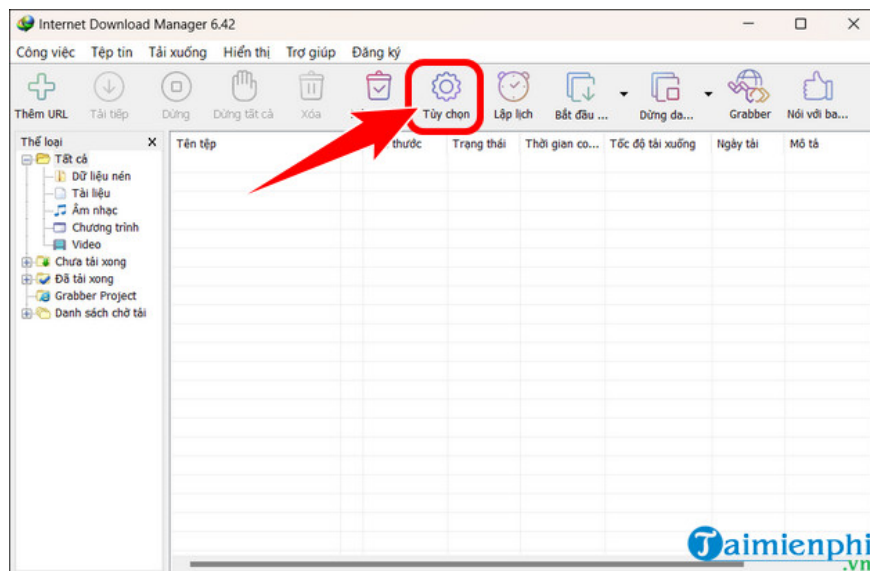 Internet Download Manager 6.42
Công việc Tệp tin Tải xuống Hiển thị Trợ giúp Đăng ký
Thêm URL Tải tiếp Dừng Dừng tất cả Xóa Tùy chọn Lập lịch Bắt đầu ... Dừng da... Grabber Nói với ba...
Thể loại X Tên tệp thước Trạng thái Thời gian co... Tốc độ tải xuống Ngày tải Mô tả
Tất cả
Dữ liệu nén
Tài liệu
Âm nhạc
Chương trình
Video
Chưa tải xong
Đã tải xong
Grabber Project
Danh sách chờ tải
Taimienphi
.vn